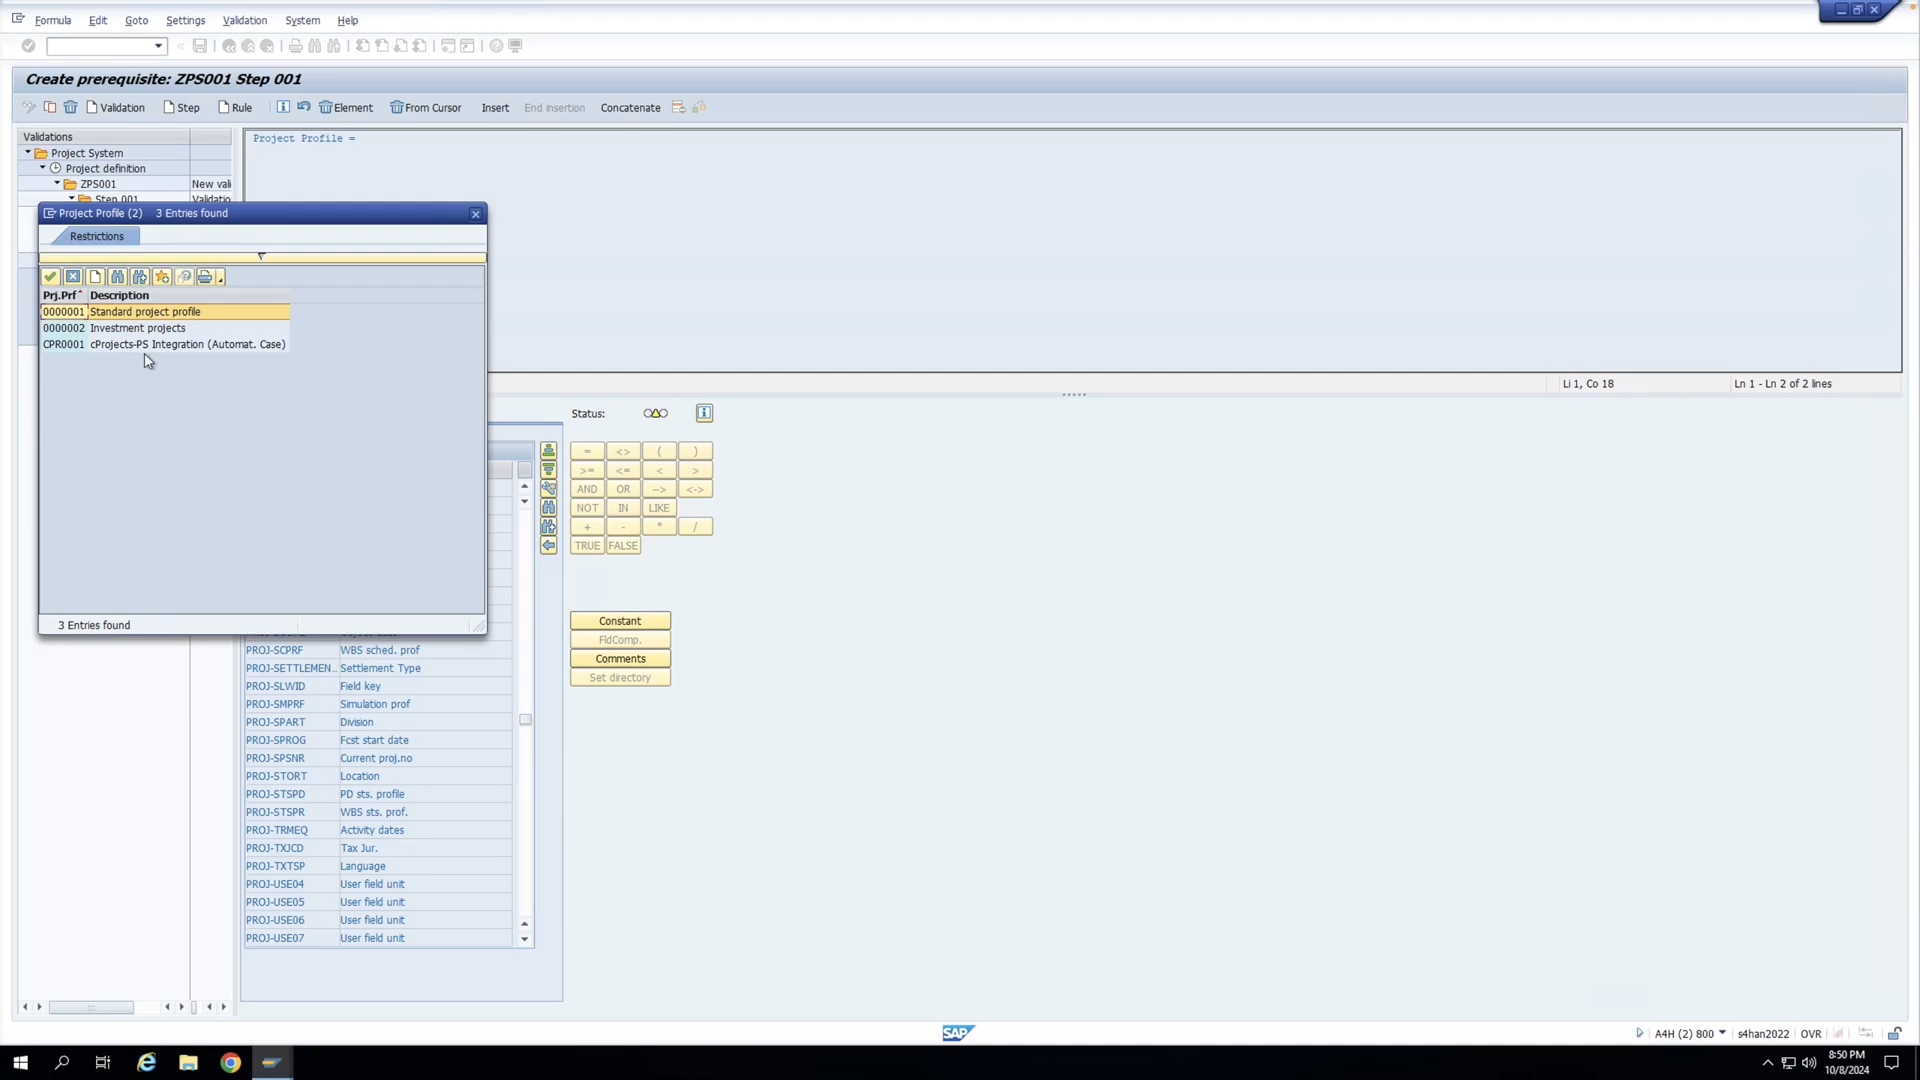 Formula Edit Goto Settings Validation System Help
Create prerequisite: ZPS001 Step 001
Validation Step Rule Element From Cursor Insert End insertion Concatenate
Validations
Project System
Project definition
ZPS001 New vali
Step 001 Validatio
Project Profile =
Project Profile (2) 3 Entries found
Restrictions
Prj.Prf Description
0000001 Standard project profile
0000002 Investment projects
CPR0001 cProjects-PS Integration (Automat. Case)
3 Entries found
Li 1, Co 18 Ln 1 - Ln 2 of 2 lines
Status:
= <> ( )
>= <= < >
AND OR --> <->
NOT IN LIKE
+ - * /
TRUE FALSE
Constant
FldComp.
Comments
Set directory
PROJ-SCPRF WBS sched. prof
PROJ-SETTLEMEN.. Settlement Type
PROJ-SLWID Field key
PROJ-SMPRF Simulation prof
PROJ-SPART Division
PROJ-SPROG Fcst start date
PROJ-SPSNR Current proj.no
PROJ-STORT Location
PROJ-STSPD PD sts. profile
PROJ-STSPR WBS sts. prof.
PROJ-TRMEQ Activity dates
PROJ-TXJCD Tax Jur.
PROJ-TXTSP Language
PROJ-USE04 User field unit
PROJ-USE05 User field unit
PROJ-USE06 User field unit
PROJ-USE07 User field unit
SAP
A4H (2) 800 s4han2022 OVR
8:50 PM
10/8/2024